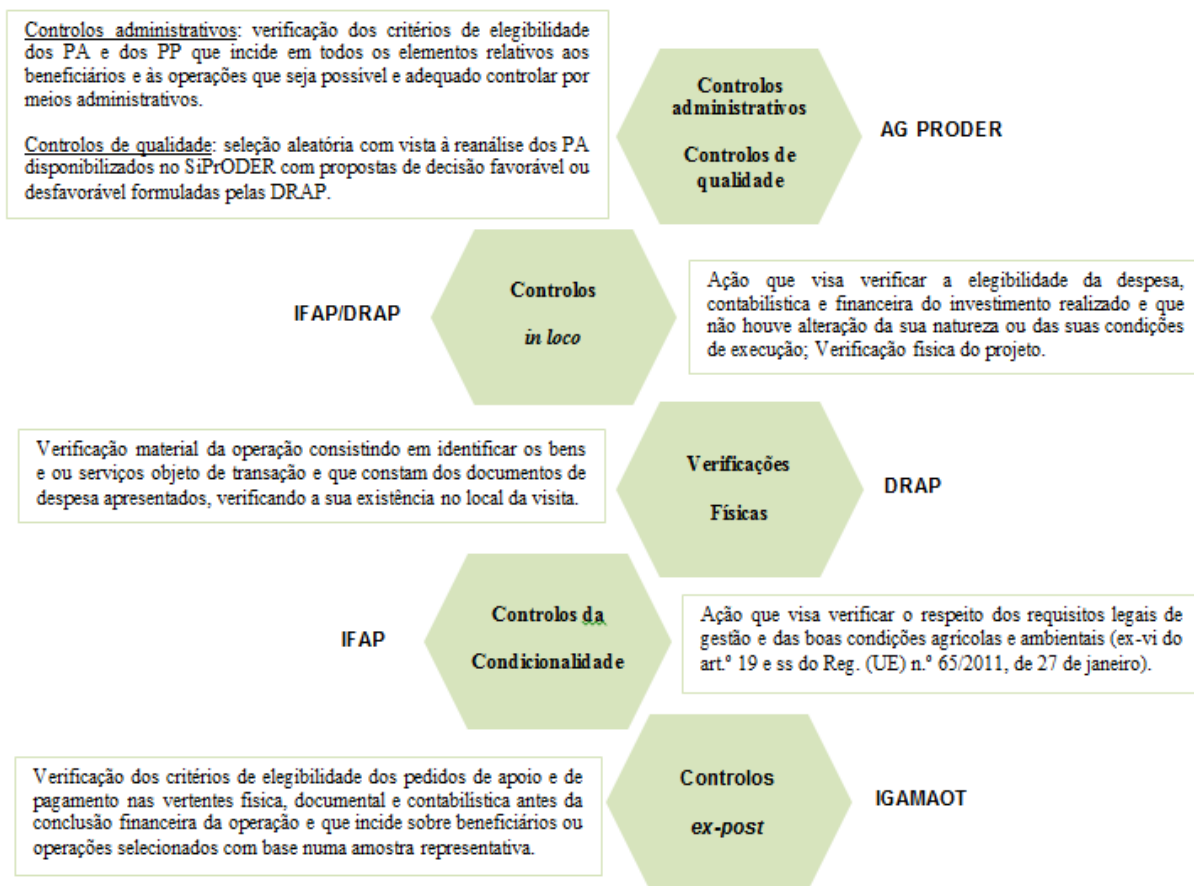 Controlos administrativos: verificação dos critérios de elegibilidade
dos PA e dos PP que incide em todos os elementos relativos aos
beneficiários e às operações que seja possível e adequado controlar por
meios administrativos.
Controlos de qualidade: seleção aleatória com vista à reanálise dos PA
disponibilizados no SiPrODER com propostas de decisão favorável ou
desfavorável formuladas pelas DRAP.
Controlos
administrativos
Controlos de
qualidade
AG PRODER
IFAP/DRAP
Controlos
in loco
Ação que visa verificar a elegibilidade da despesa,
contabilística e financeira do investimento realizado e que
não houve alteração da sua natureza ou das suas condições
de execução; Verificação física do projeto.
Verificação material da operação consistindo em identificar os bens
e ou serviços objeto de transação e que constam dos documentos de
despesa apresentados, verificando a sua existência no local da visita.
Verificações
Físicas
DRAP
IFAP
Controlos da
Condicionalidade
Ação que visa verificar o respeito dos requisitos legais de
gestão e das boas condições agrícolas e ambientais (ex-vi do
art.º 19 e ss do Reg. (UE) n.º 65/2011, de 27 de janeiro).
Verificação dos critérios de elegibilidade dos pedidos de apoio e de
pagamento nas vertentes física, documental e contabilística antes da
conclusão financeira da operação e que incide sobre beneficiários ou
operações selecionados com base numa amostra representativa.
Controlos
ex-post
IGAMAOT